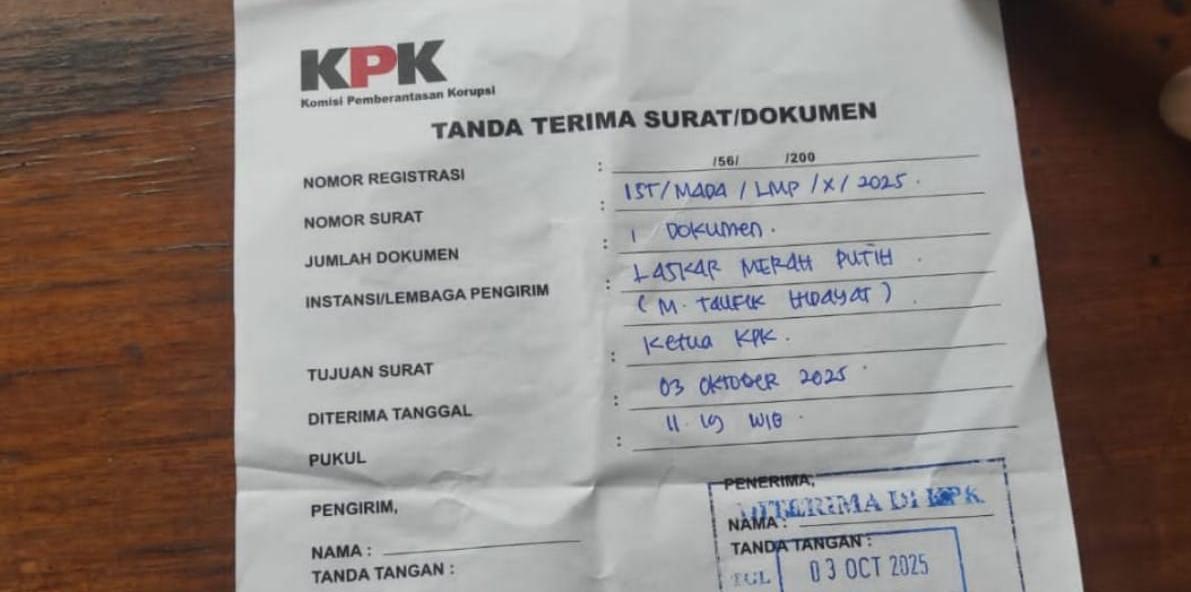 KPK
Komisi Pemberantasan Korupsi
TANDA TERIMA SURAT/DOKUMEN
NOMOR REGISTRASI : /56/ /200
NOMOR SURAT : IST/MADA/LMP/X/2025.
JUMLAH DOKUMEN : 1 Dokumen.
INSTANSI/LEMBAGA PENGIRIM : LASKAR MERAH PUTIH.
(M. TAUFIK HIDAYAT).
TUJUAN SURAT : Ketua KPK.
DITERIMA TANGGAL : 03 OKTOBER 2025.
PUKUL : 11.19 WIB.
PENGIRIM,
NAMA :
TANDA TANGAN :
PENERIMA,
DITERIMA DI KPK
NAMA :
TANDA TANGAN :
TGL 03 OCT 2025